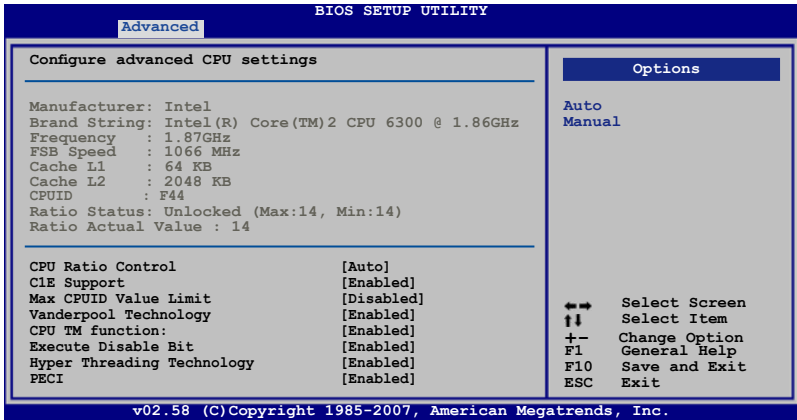 BIOS SETUP UTILITY
Advanced
Configure advanced CPU settings
Manufacturer: Intel
Brand String: Intel(R) Core(TM)2 CPU 6300 @ 1.86GHz
Frequency : 1.87GHz
FSB Speed : 1066 MHz
Cache L1 : 64 KB
Cache L2 : 2048 KB
CPUID : F44
Ratio Status: Unlocked (Max:14, Min:14)
Ratio Actual Value : 14
CPU Ratio Control [Auto]
C1E Support [Enabled]
Max CPUID Value Limit [Disabled]
Vanderpool Technology [Enabled]
CPU TM function: [Enabled]
Execute Disable Bit [Enabled]
Hyper Threading Technology [Enabled]
PECI [Enabled]
Options
Auto
Manual
←→ Select Screen
↑↓ Select Item
+- Change Option
F1 General Help
F10 Save and Exit
ESC Exit
v02.58 (C)Copyright 1985-2007, American Megatrends, Inc.